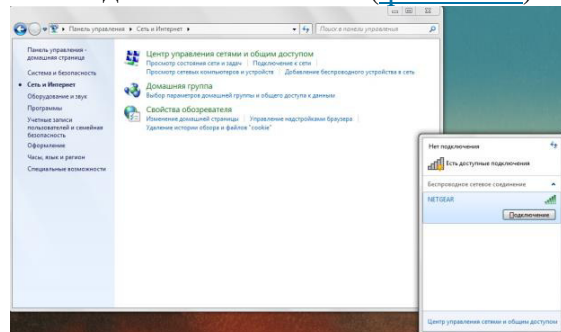 Панель управления ▸ Сеть и Интернет ▸
Поиск в панели управления
Панель управления -
домашняя страница
Система и безопасность
Сеть и Интернет
Оборудование и звук
Программы
Учетные записи
пользователей и семейная
безопасность
Оформление
Часы, язык и регион
Специальные возможности
Центр управления сетями и общим доступом
Просмотр состояния сети и задач | Подключение к сети
Просмотр сетевых компьютеров и устройств | Добавление беспроводного устройства в сеть
Домашняя группа
Выбор параметров домашней группы и общего доступа к данным
Свойства обозревателя
Изменение домашней страницы | Управление надстройками браузера
Удаление истории обзора и файлов "cookie"
Нет подключения
Есть доступные подключения
Беспроводное сетевое соединение
NETGEAR
Подключение
Центр управления сетями и общим доступом